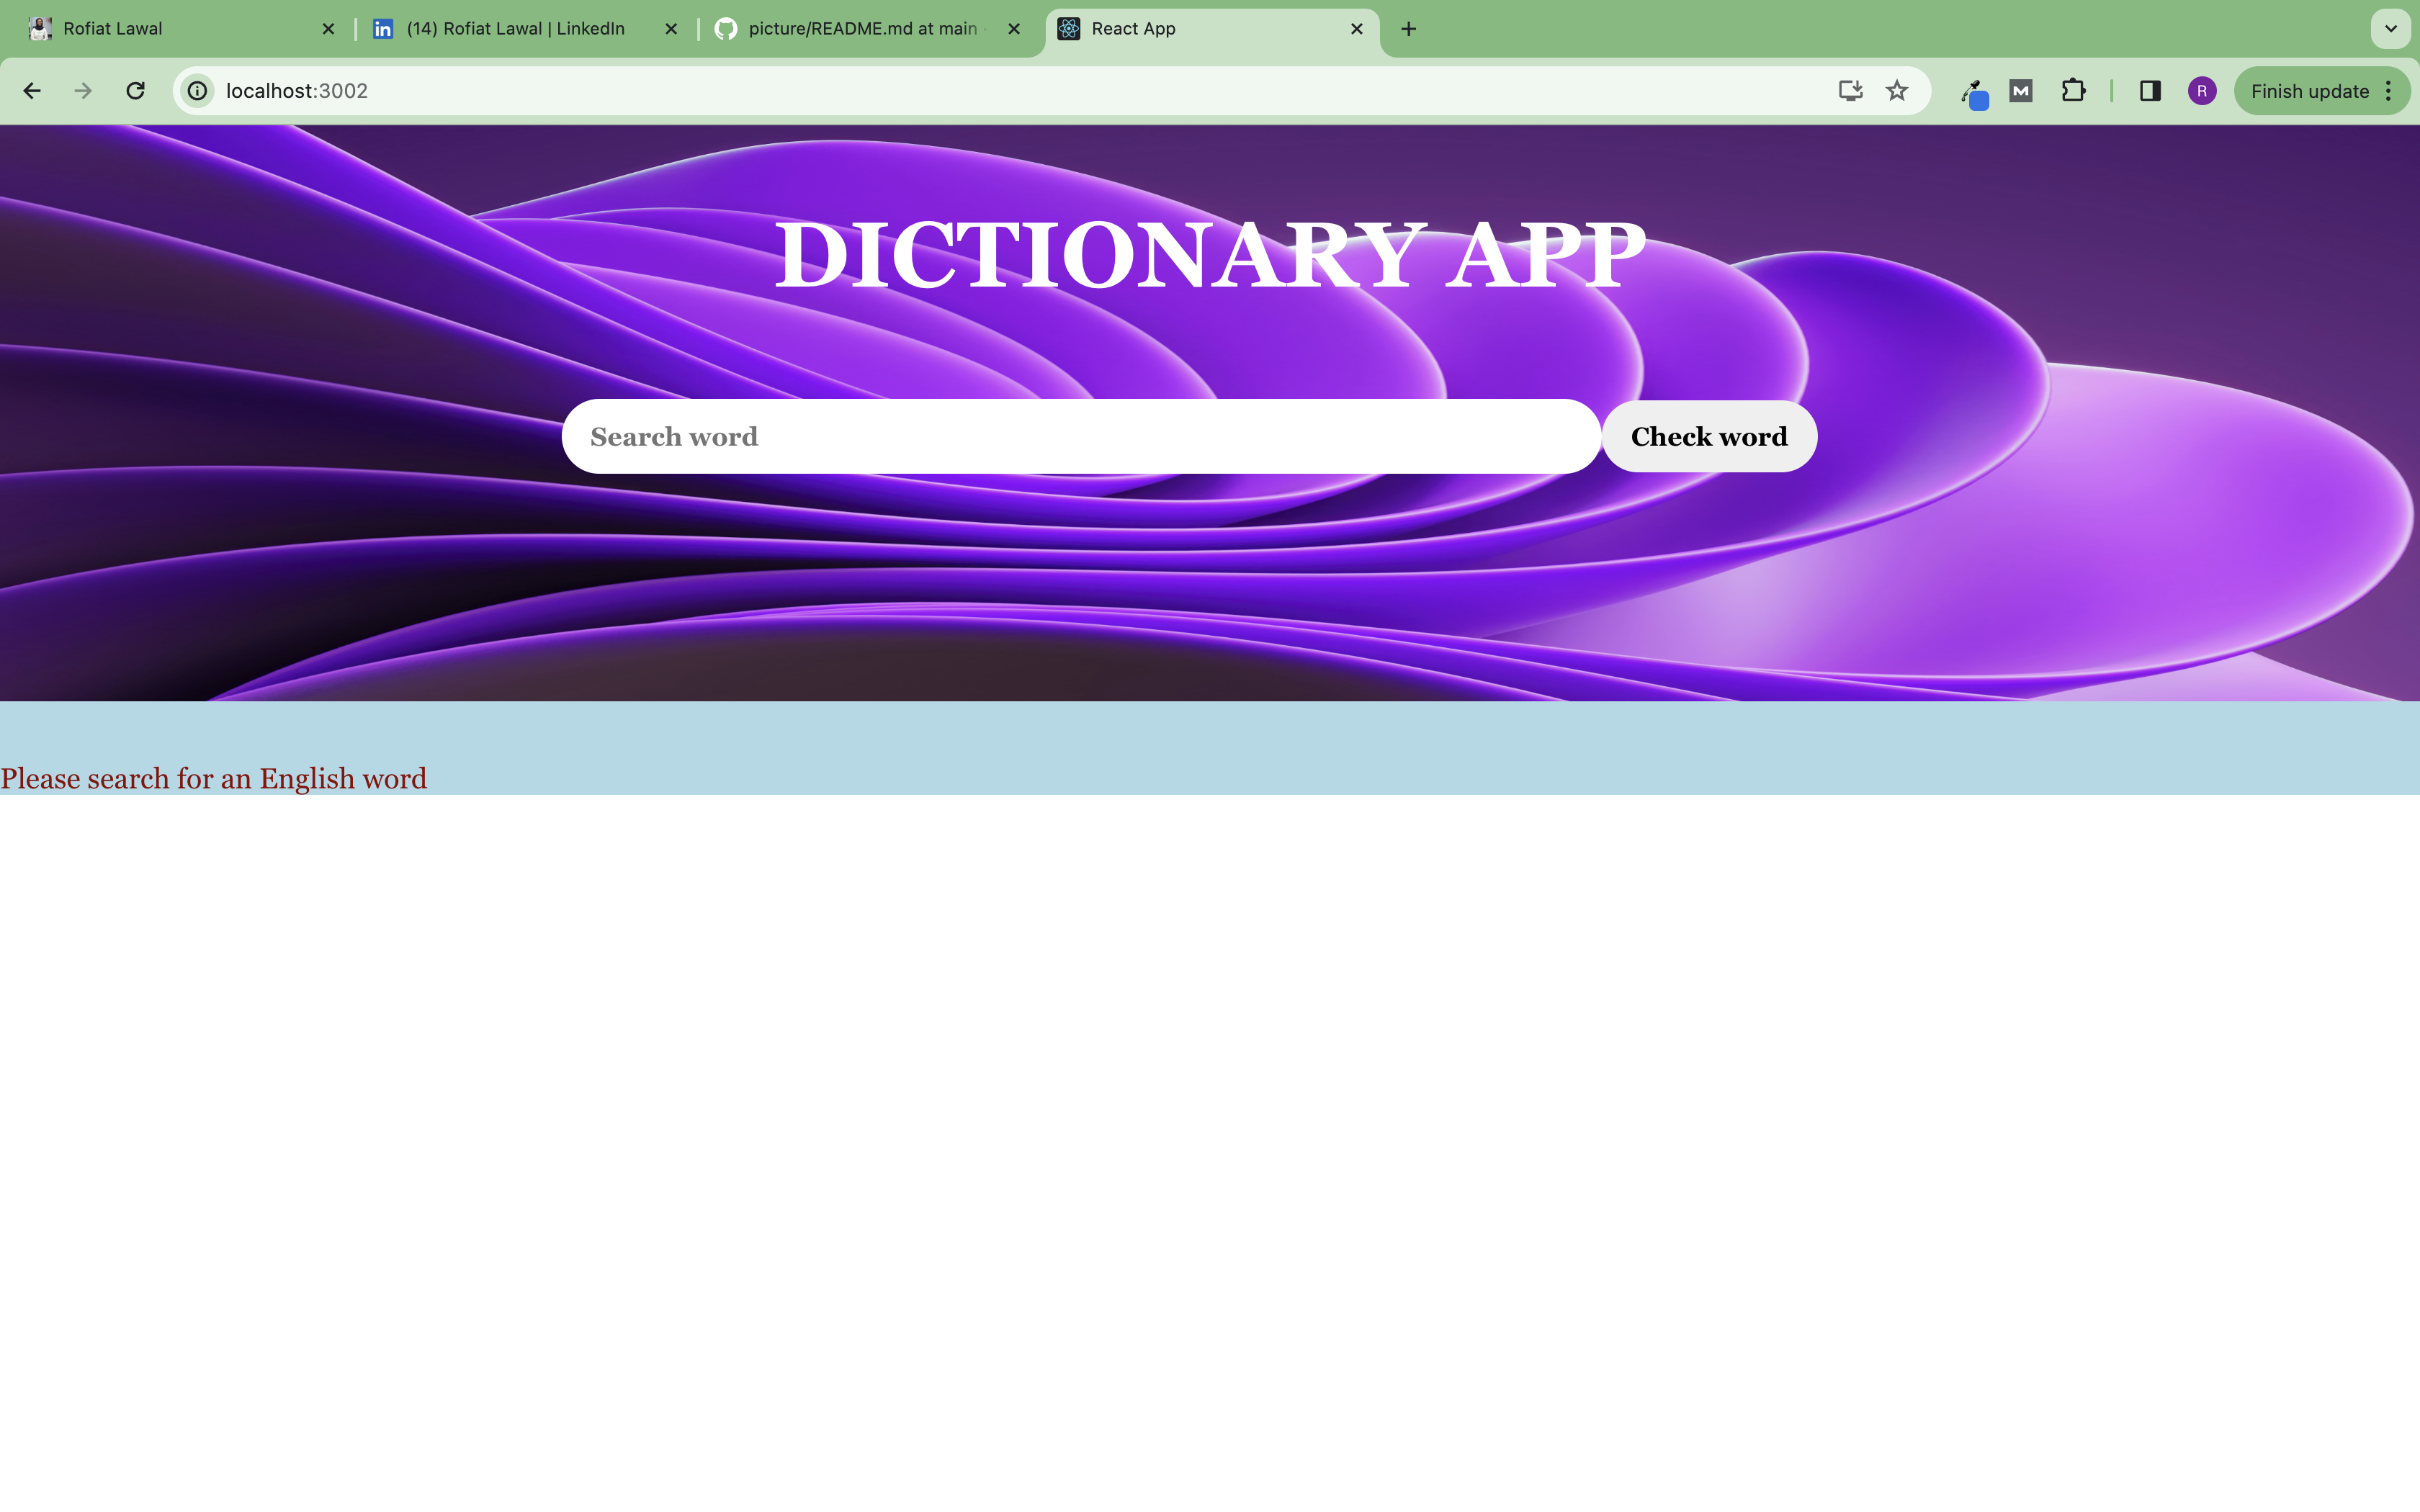 Rofiat Lawal
in (14) Rofiat Lawal | LinkedIn
picture/README.md at main ·
React App
localhost:3002
M
R
Finish update
DICTIONARY APP
Search word
Check word
Please search for an English word